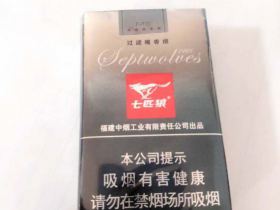 过滤嘴香烟
Septwolves
七匹狼
福建中烟工业有限责任公司出品
本公司提示
吸烟有害健康
请勿在禁烟场所吸烟